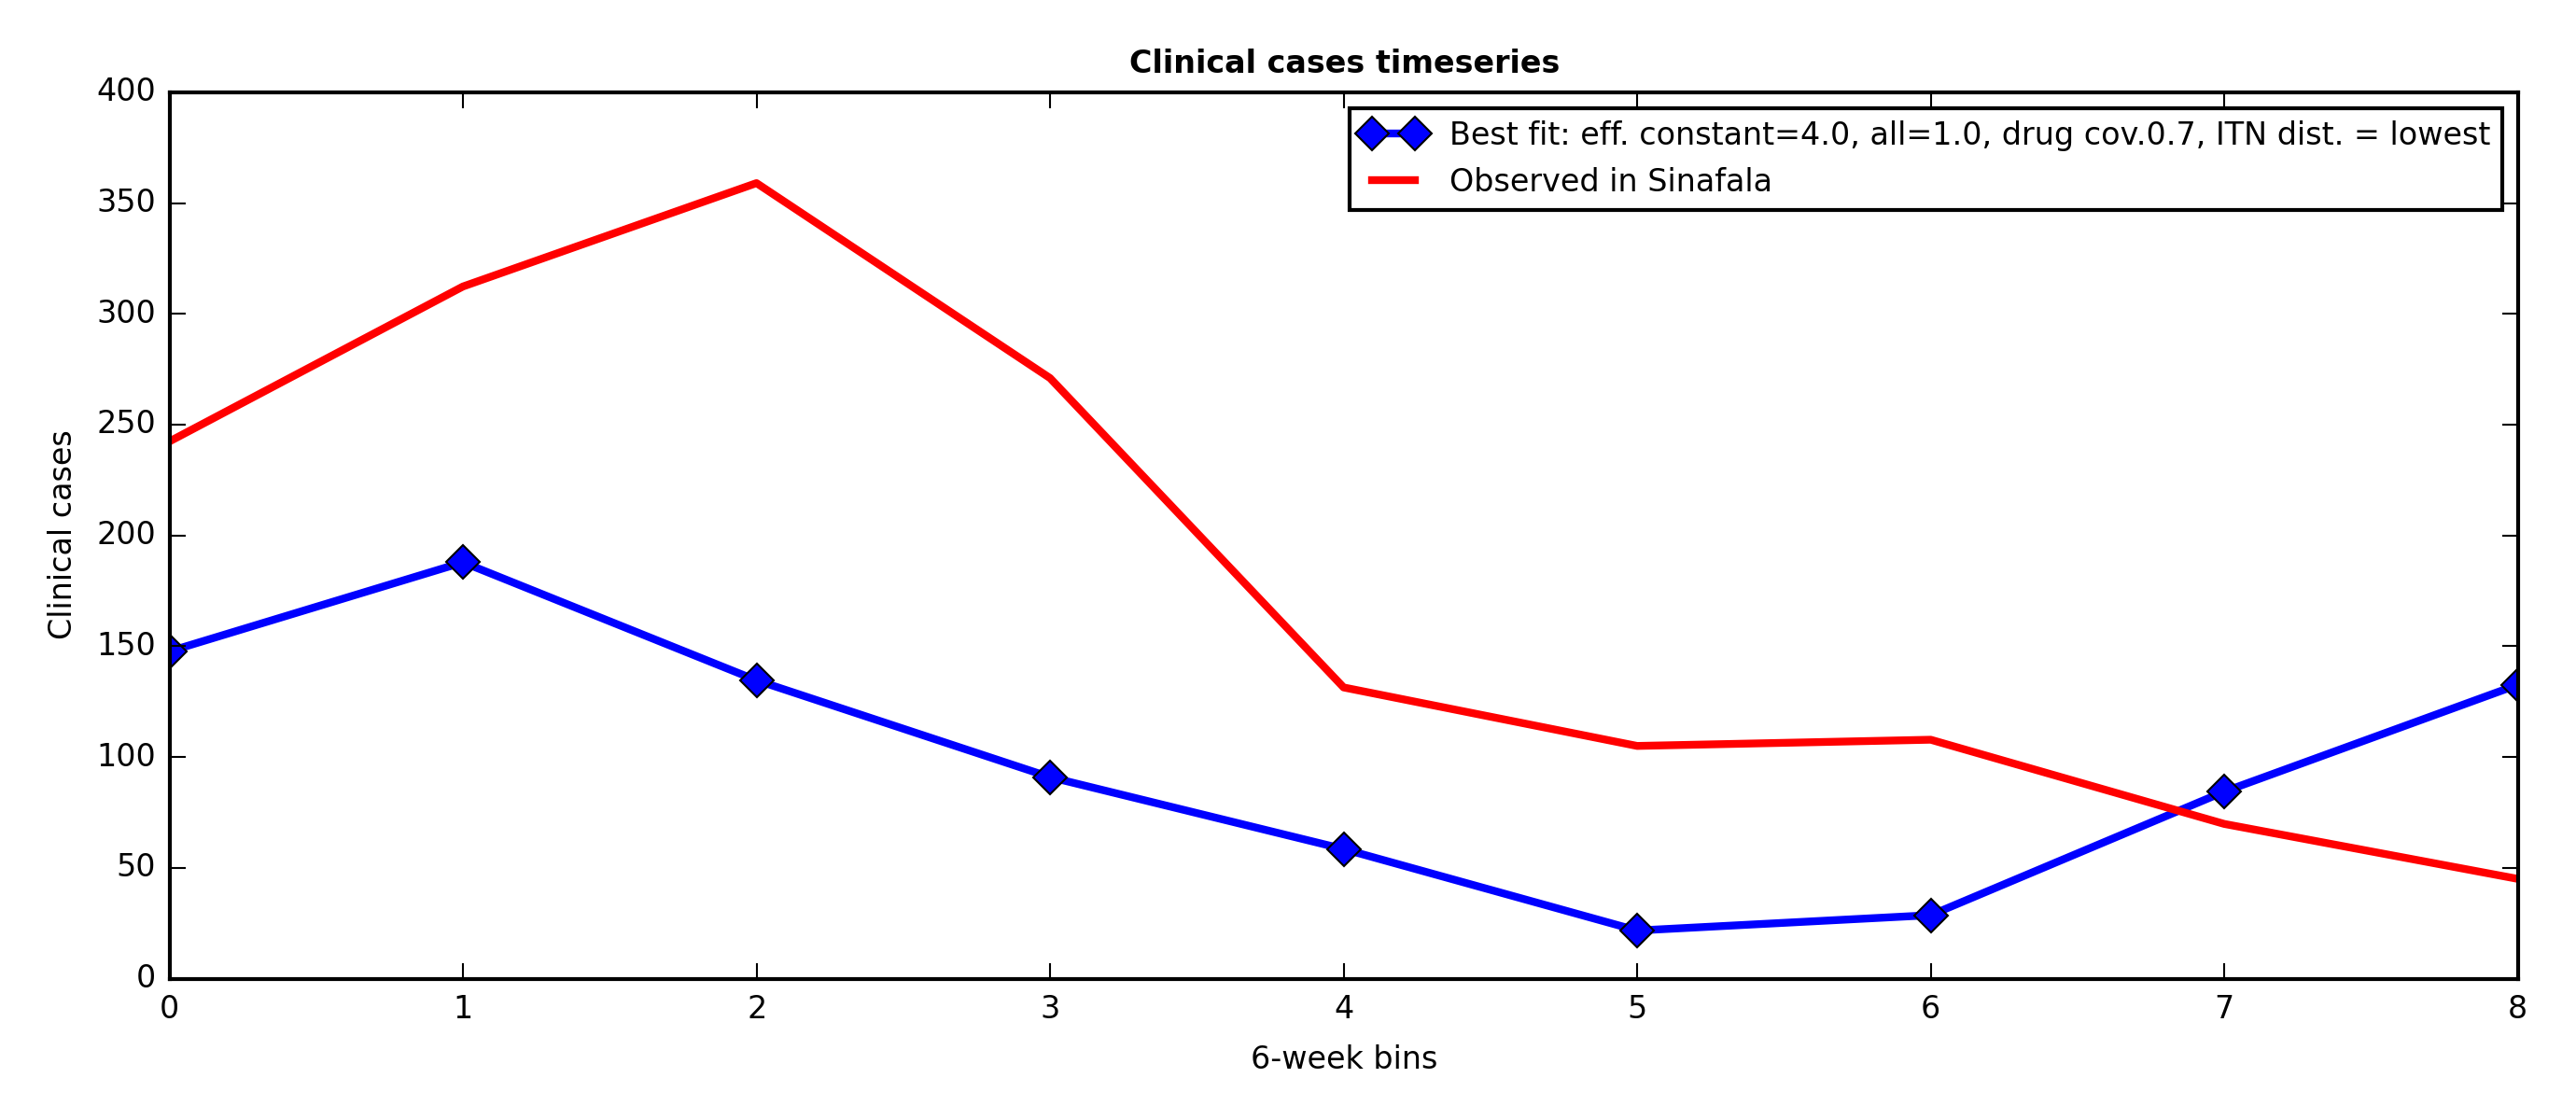 Clinical cases timeseries
Best fit: eff. constant=4.0, all=1.0, drug cov.0.7, ITN dist. = lowest
Observed in Sinafala
Clinical cases
400
350
300
250
200
150
100
50
0
0 1 2 3 4 5 6 7 8
6-week bins